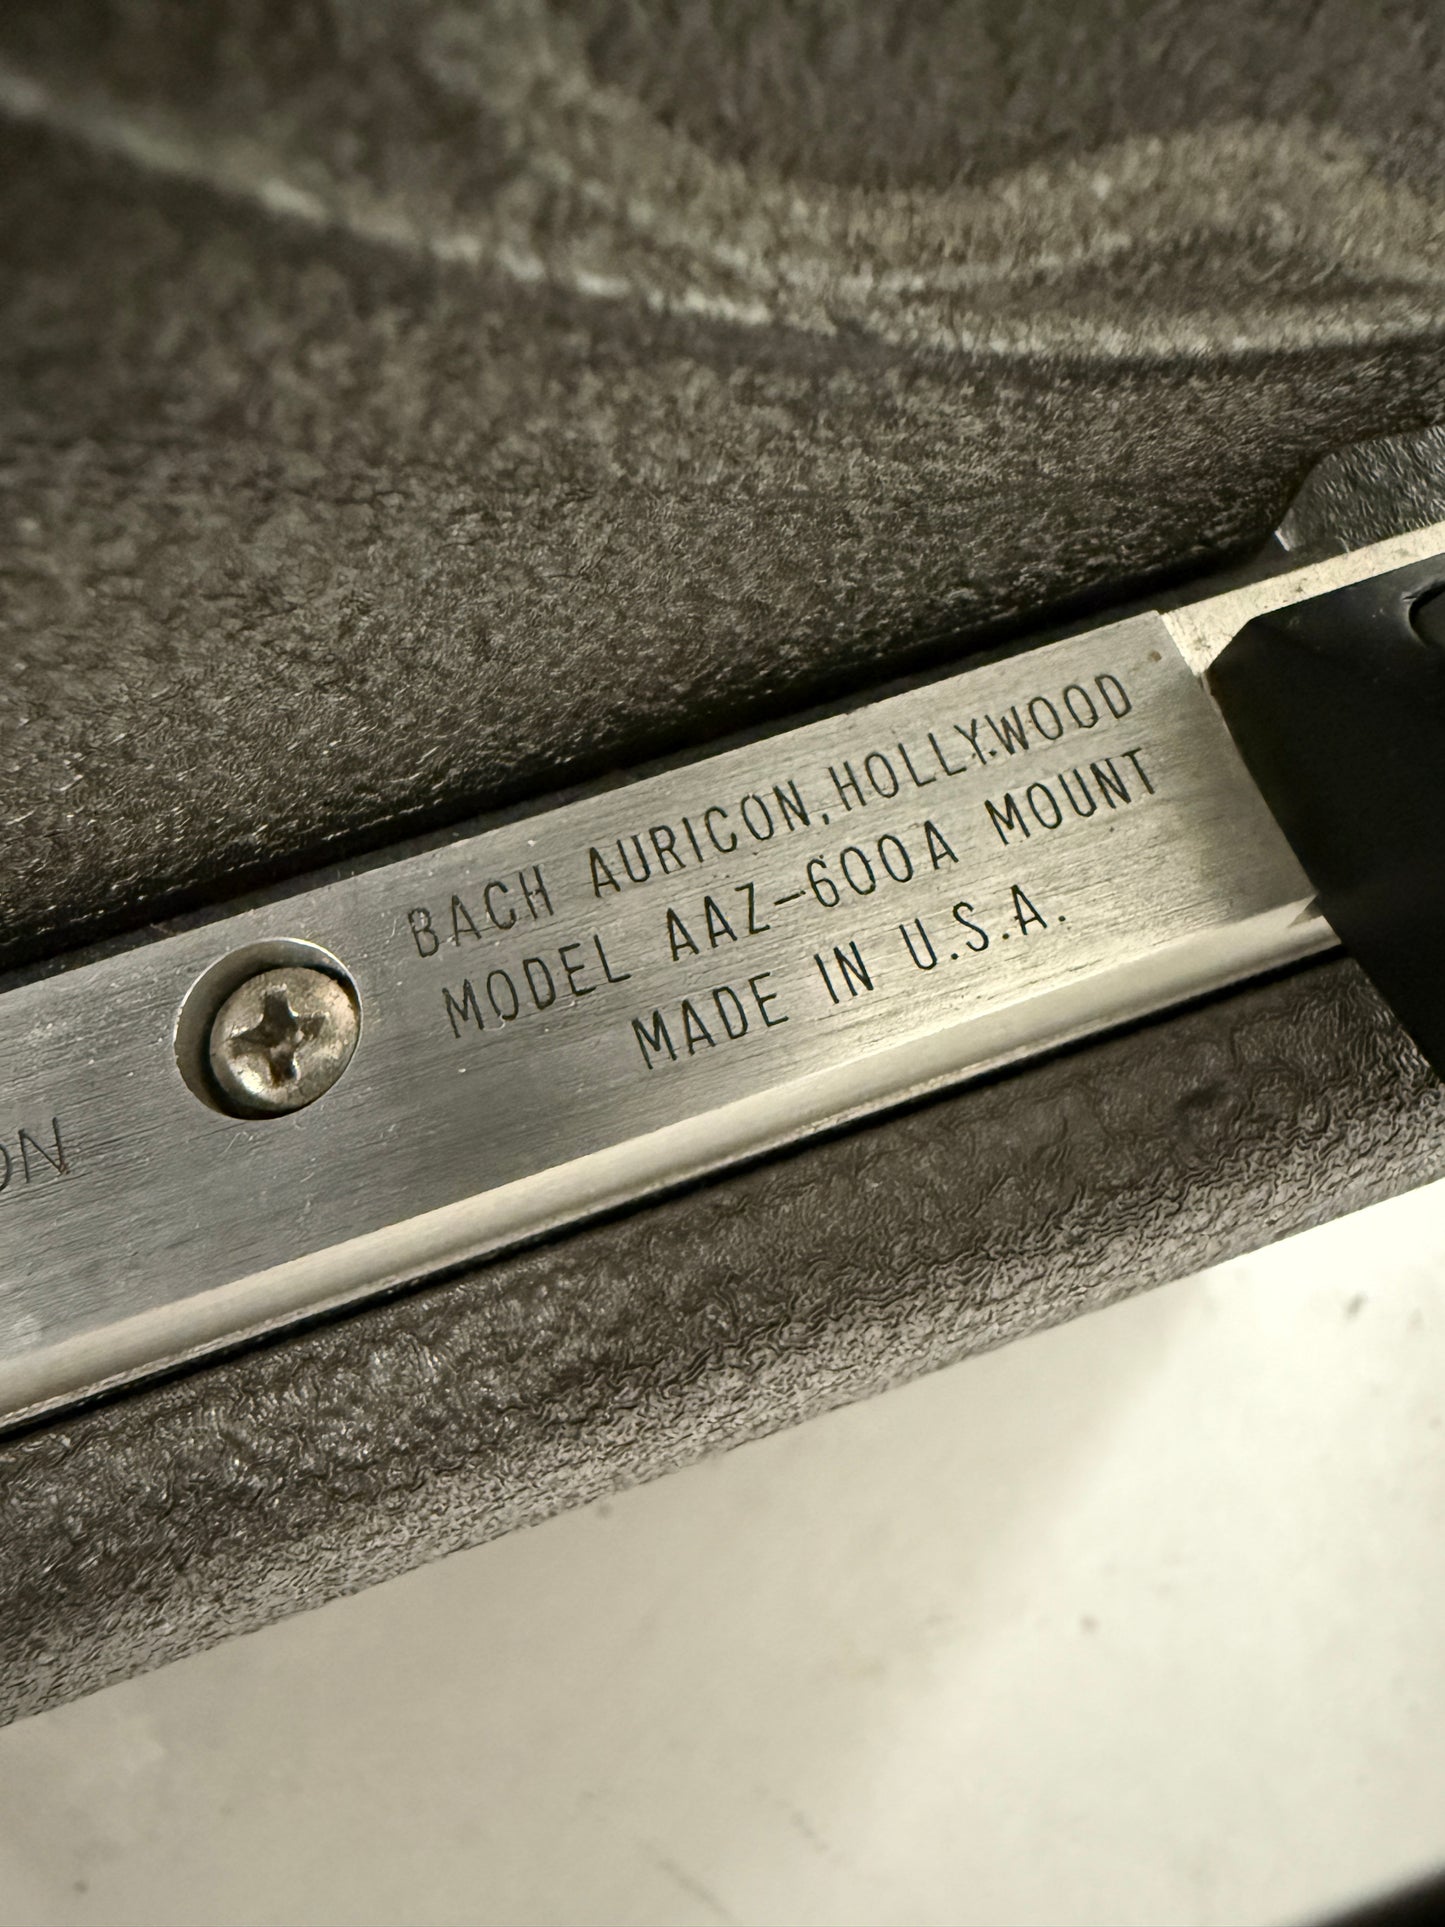 BACH AURICON, HOLLYWOOD
MODEL AAZ-600A MOUNT
MADE IN U.S.A.